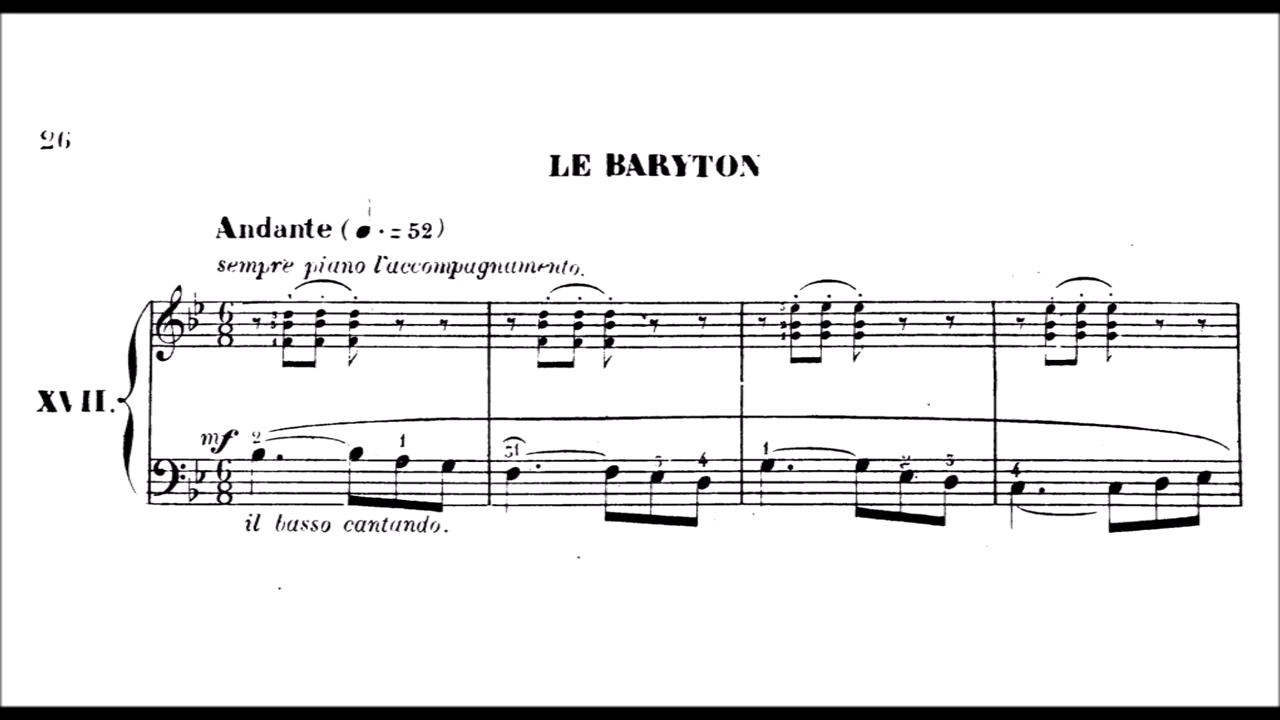 26
LE BARYTON
Andante (♩. = 52)
sempre piano l'accompagnamento.
XVII.
mf
il basso cantando.